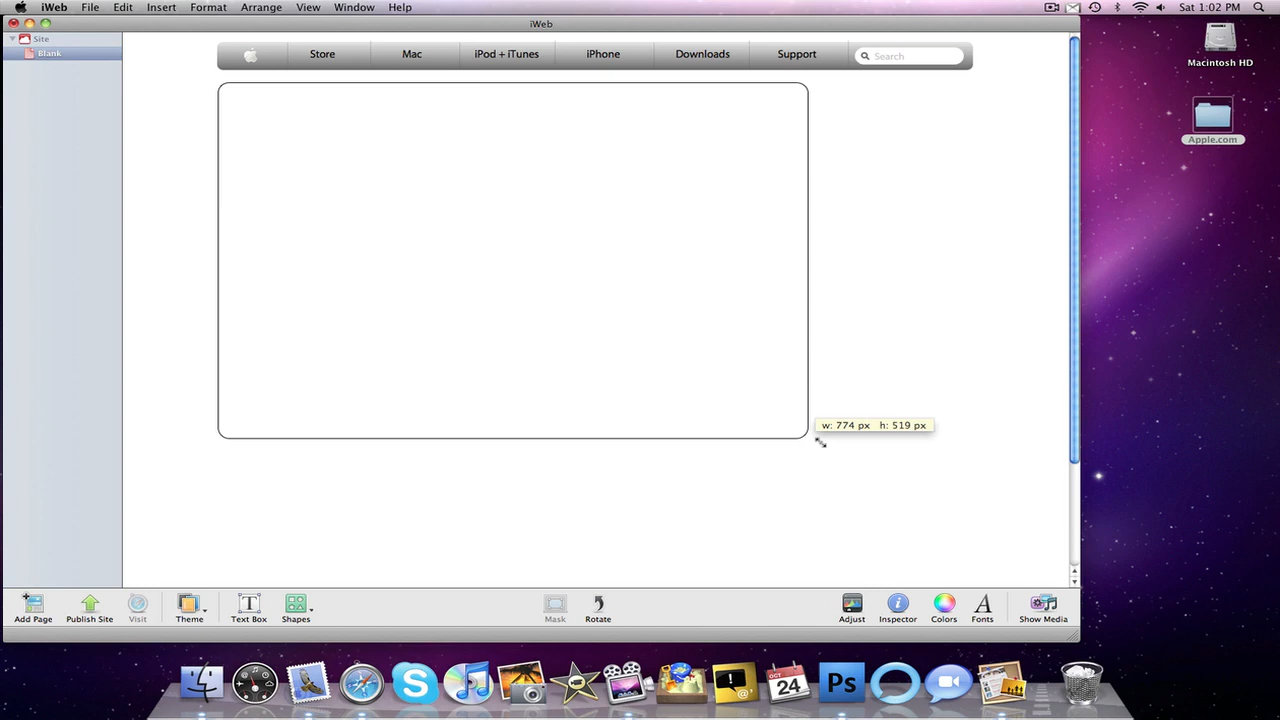 iWeb File Edit Insert Format Arrange View Window Help Sat 1:02 PM
iWeb
Site
Blank
Store Mac iPod + iTunes iPhone Downloads Support Search
Macintosh HD
Apple.com
w: 774 px h: 519 px
Add Page Publish Site Visit Theme Text Box Shapes Mask Rotate Adjust Inspector Colors Fonts Show Media
OCT
24
Ps